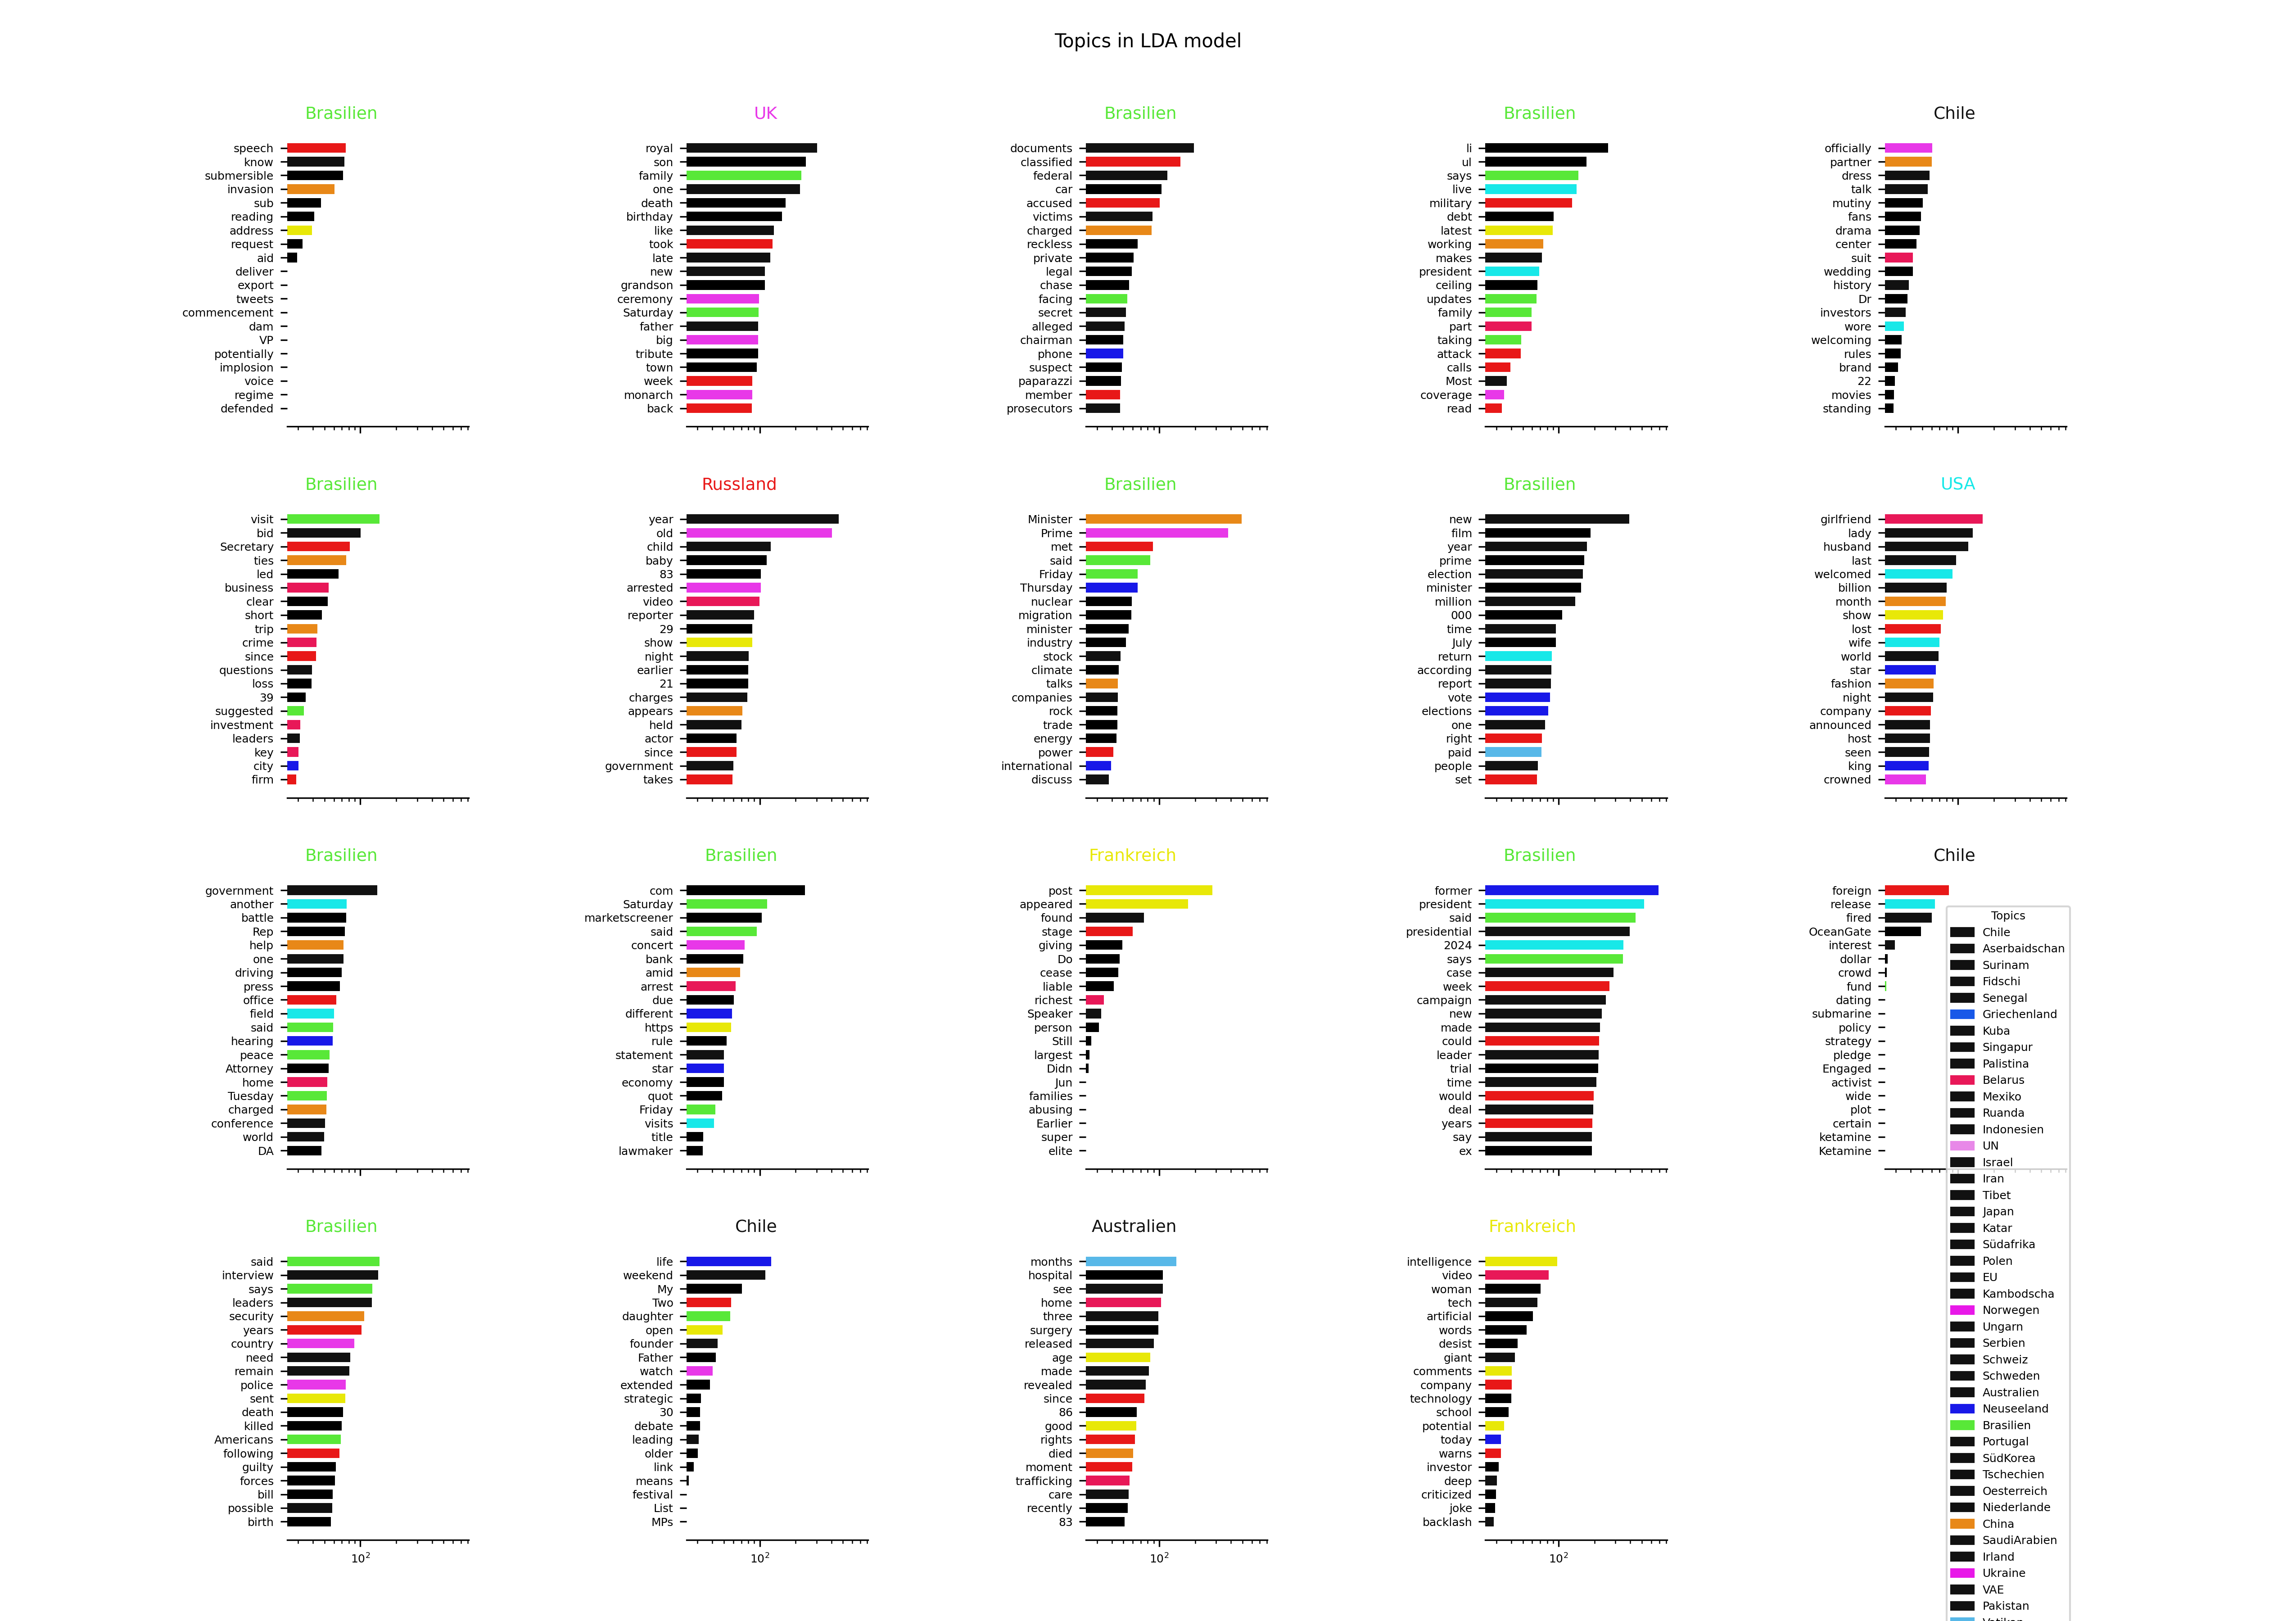 Topics in LDA model
Brasilien
speech
know
submersible
invasion
sub
reading
address
request
aid
deliver
export
tweets
commencement
dam
VP
potentially
implosion
voice
regime
defended
UK
royal
son
family
one
death
birthday
like
took
late
new
grandson
ceremony
Saturday
father
big
tribute
town
week
monarch
back
Brasilien
documents
classified
federal
car
accused
victims
charged
reckless
private
legal
chase
facing
secret
alleged
chairman
phone
suspect
paparazzi
member
prosecutors
Brasilien
li
ul
says
live
military
debt
latest
working
makes
president
ceiling
updates
family
part
taking
attack
calls
Most
coverage
read
Chile
officially
partner
dress
talk
mutiny
fans
drama
center
suit
wedding
history
Dr
investors
wore
welcoming
rules
brand
22
movies
standing
Brasilien
visit
bid
Secretary
ties
led
business
clear
short
trip
crime
since
questions
loss
39
suggested
investment
leaders
key
city
firm
Russland
year
old
child
baby
83
arrested
video
reporter
29
show
night
earlier
21
charges
appears
held
actor
since
government
takes
Brasilien
Minister
Prime
met
said
Friday
Thursday
nuclear
migration
minister
industry
stock
climate
talks
companies
rock
trade
energy
power
international
discuss
Brasilien
new
film
year
prime
election
minister
million
000
time
July
return
according
report
vote
elections
one
right
paid
people
set
USA
girlfriend
lady
husband
last
welcomed
billion
month
show
lost
wife
world
star
fashion
night
company
announced
host
seen
king
crowned
Brasilien
government
another
battle
Rep
help
one
driving
press
office
field
said
hearing
peace
Attorney
home
Tuesday
charged
conference
world
DA
Brasilien
com
Saturday
marketscreener
said
concert
bank
amid
arrest
due
different
https
rule
statement
star
economy
quot
Friday
visits
title
lawmaker
Frankreich
post
appeared
found
stage
giving
Do
cease
liable
richest
Speaker
person
Still
largest
Didn
Jun
families
abusing
Earlier
super
elite
Brasilien
former
president
said
presidential
2024
says
case
week
campaign
new
made
could
leader
trial
time
would
deal
years
say
ex
Chile
foreign
release
fired
OceanGate
interest
dollar
crowd
fund
dating
submarine
policy
strategy
pledge
Engaged
activist
wide
plot
certain
ketamine
Ketamine
Brasilien
said
interview
says
leaders
security
years
country
need
remain
police
sent
death
killed
Americans
following
guilty
forces
bill
possible
birth
10²
Chile
life
weekend
My
Two
daughter
open
founder
Father
watch
extended
strategic
30
debate
leading
older
link
means
festival
List
MPs
10²
Australien
months
hospital
see
home
three
surgery
released
age
made
revealed
since
86
good
rights
died
moment
trafficking
care
recently
83
10²
Frankreich
intelligence
video
woman
tech
artificial
words
desist
giant
comments
company
technology
school
potential
today
warns
investor
deep
criticized
joke
backlash
10²
Topics
Chile
Aserbaidschan
Surinam
Fidschi
Senegal
Griechenland
Kuba
Singapur
Palistina
Belarus
Mexiko
Ruanda
Indonesien
UN
Israel
Iran
Tibet
Japan
Katar
Südafrika
Polen
EU
Kambodscha
Norwegen
Ungarn
Serbien
Schweiz
Schweden
Australien
Neuseeland
Brasilien
Portugal
SüdKorea
Tschechien
Oesterreich
Niederlande
China
SaudiArabien
Irland
Ukraine
VAE
Pakistan